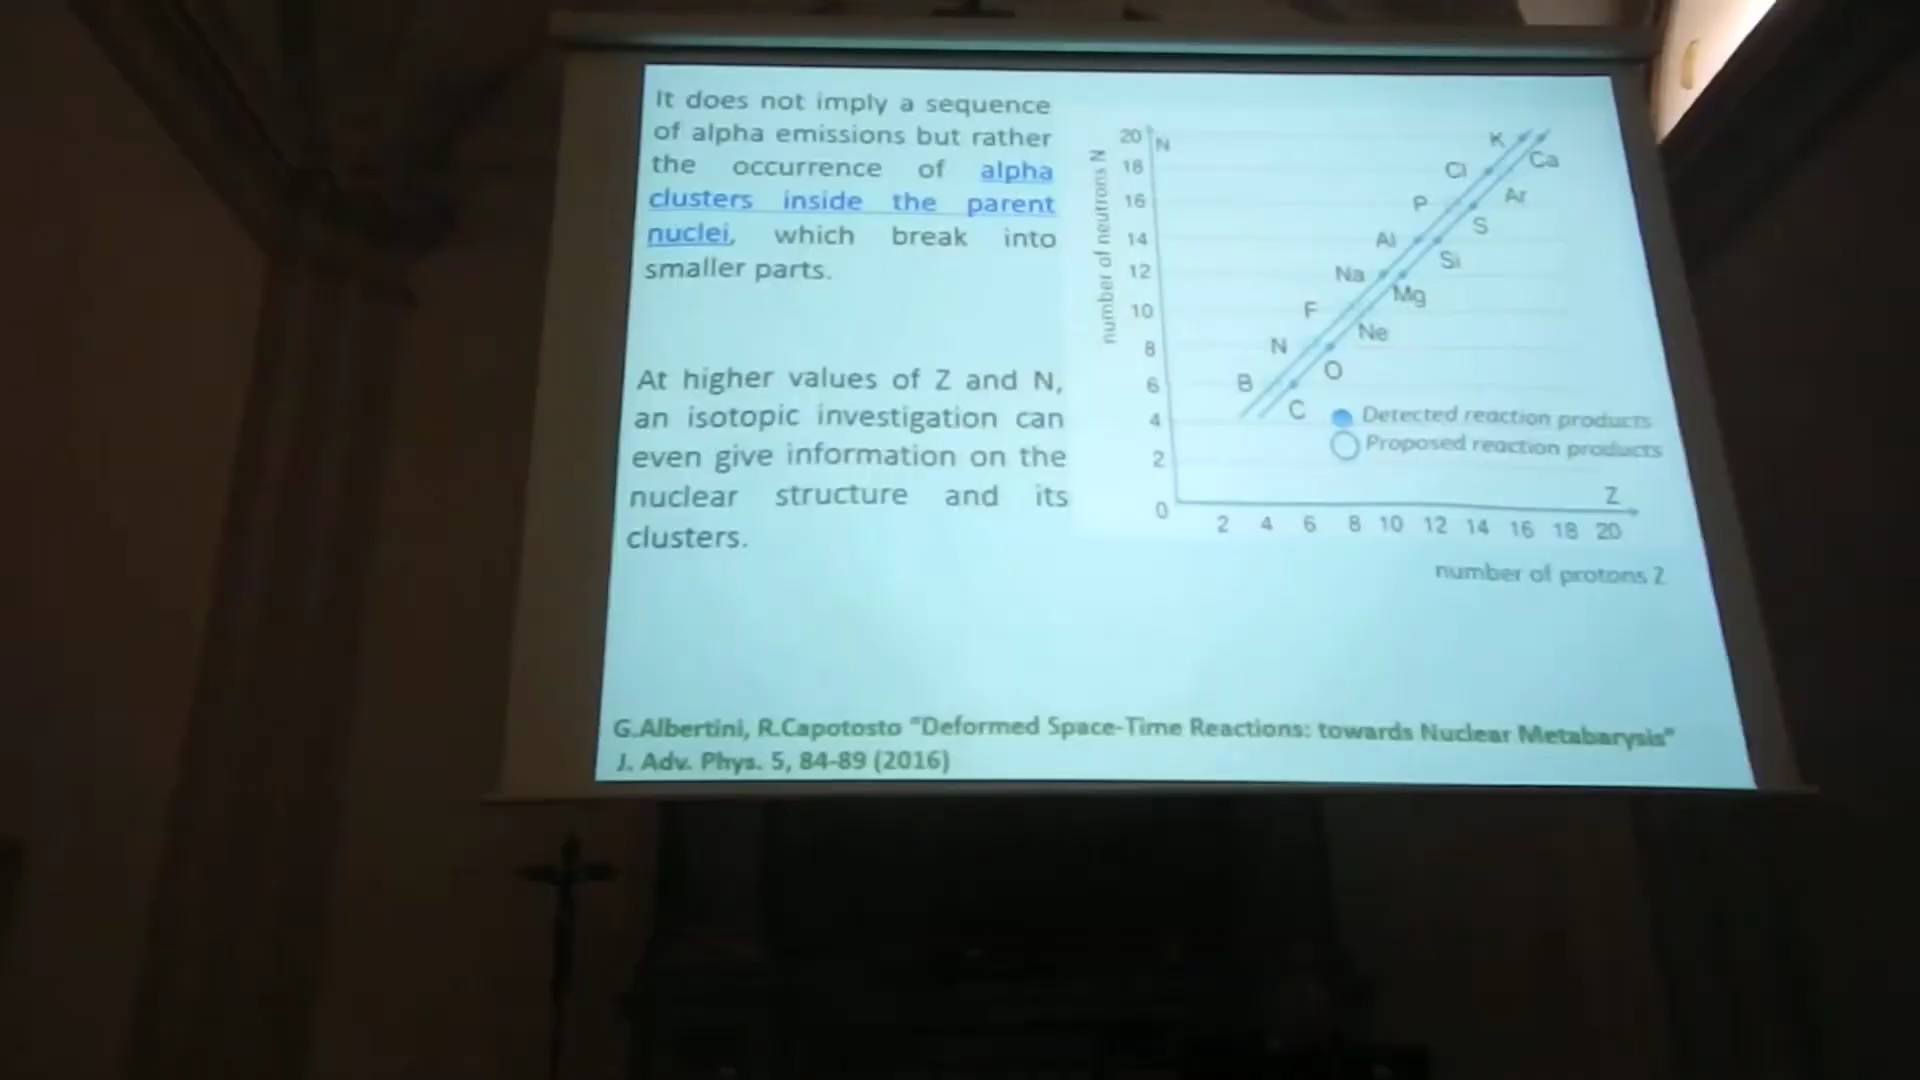 It does not imply a sequence
of alpha emissions but rather
the occurrence of alpha
clusters inside the parent
nuclei, which break into
smaller parts.
At higher values of Z and N,
an isotopic investigation can
even give information on the
nuclear structure and its
clusters.
number of neutrons N
N
20
18
16
14
12
10
8
6
4
2
0
K
Ca
Cl
Ar
P
S
Al
Si
Na
Mg
F
Ne
N
O
B
C
Detected reaction products
Proposed reaction products
Z
2 4 6 8 10 12 14 16 18 20
number of protons Z
G.Albertini, R.Capotosto "Deformed Space-Time Reactions: towards Nuclear Metabarysis"
J. Adv. Phys. 5, 84-89 (2016)